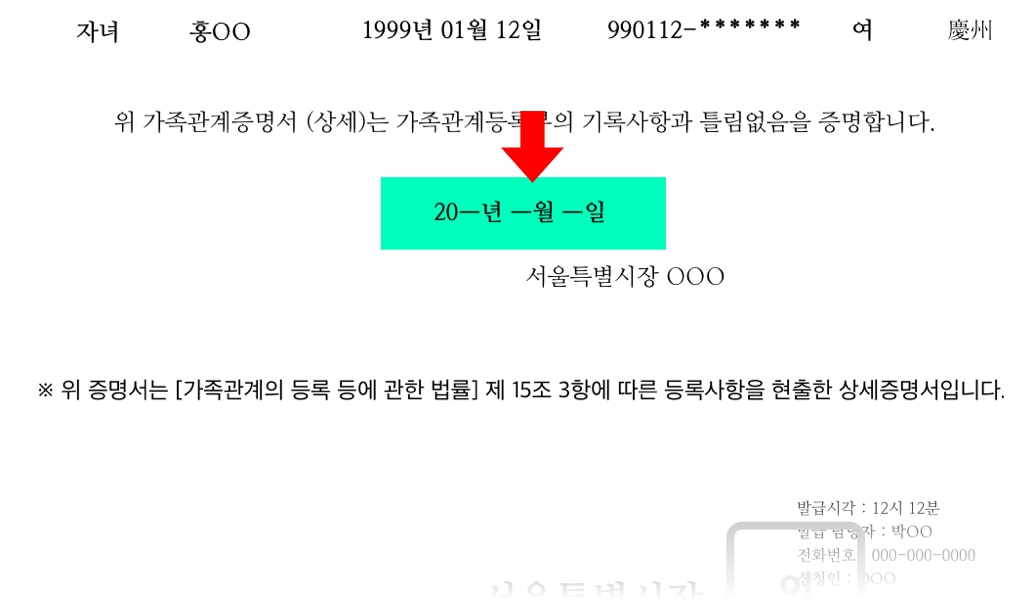 자녀 홍OO 1999년 01월 12일 990112-******* 여 慶州
위 가족관계증명서 (상세)는 가족관계등록부의 기록사항과 틀림없음을 증명합니다.
20—년 —월 —일
서울특별시장 OOO
※ 위 증명서는 [가족관계의 등록 등에 관한 법률] 제 15조 3항에 따른 등록사항을 현출한 상세증명서입니다.
발급시각 : 12시 12분
발급 담당자 : 박OO
전화번호 : 000-000-0000
신청인 : OOO
서울특별시장